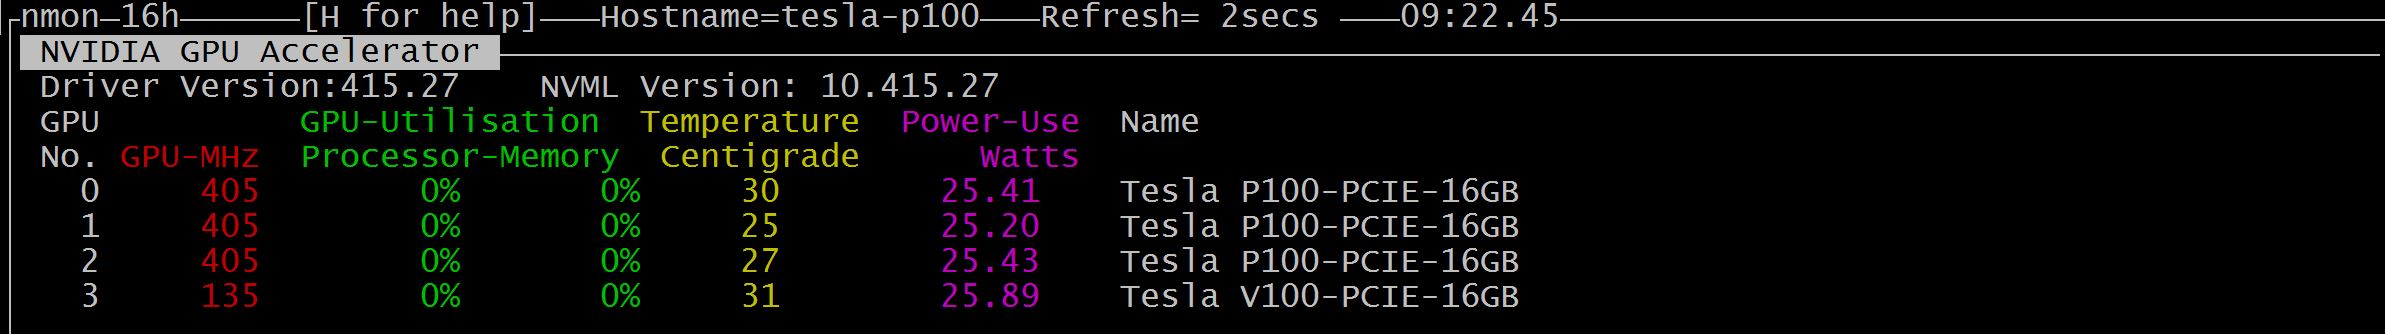 nmon—16h [H for help] Hostname=tesla-p100 Refresh= 2secs 09:22.45
NVIDIA GPU Accelerator
Driver Version:415.27    NVML Version: 10.415.27
GPU          GPU-Utilisation  Temperature  Power-Use  Name
No. GPU-MHz  Processor-Memory  Centigrade      Watts
0     405        0%       0%     30        25.41    Tesla P100-PCIE-16GB
1     405        0%       0%     25        25.20    Tesla P100-PCIE-16GB
2     405        0%       0%     27        25.43    Tesla P100-PCIE-16GB
3     135        0%       0%     31        25.89    Tesla V100-PCIE-16GB